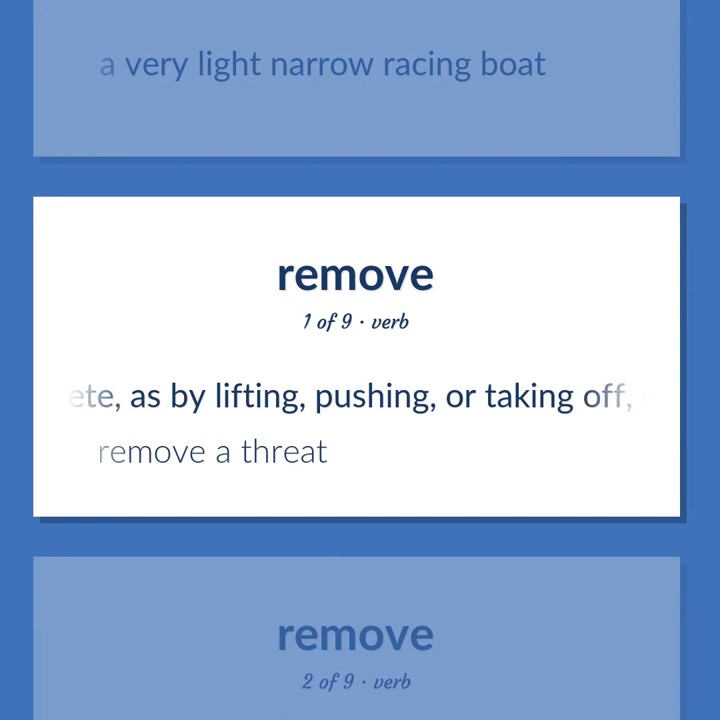 a very light narrow racing boat
remove
1 of 9 · verb
ete, as by lifting, pushing, or taking off,
remove a threat
remove
2 of 9 · verb